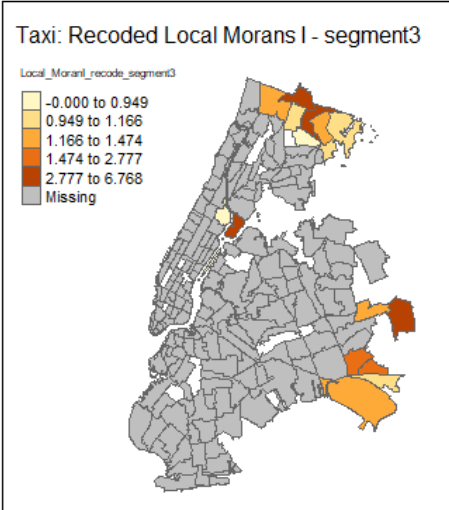 Taxi: Recoded Local Morans I - segment3
Local_MoranI_recode_segment3
-0.000 to 0.949
0.949 to 1.166
1.166 to 1.474
1.474 to 2.777
2.777 to 6.768
Missing